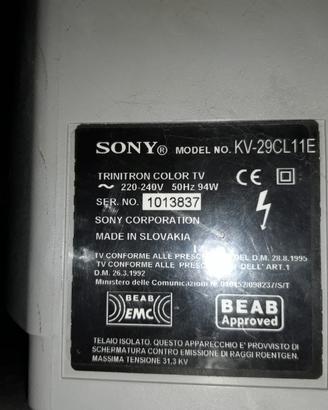 SONY® MODEL NO. KV-29CL11E
TRINITRON COLOR TV
~ 220-240V 50Hz 94W
CE
SER. NO. 1013837
SONY CORPORATION
MADE IN SLOVAKIA
TV CONFORME ALLE DEL D.M. 28.8.1995
TV CONFORME ALLE DELL' ART.1
D.M. 26.3.1992
Ministero delle Comunicazioni
BEAB
EMC
BEAB
Approved
TELAIO ISOLATO. QUESTO APPARECCHIO E' PROVVISTO DI
SCHERMATURA CONTRO EMISSIONE DI RAGGI ROENTGEN.
MASSIMA TENSIONE 31,3 KV